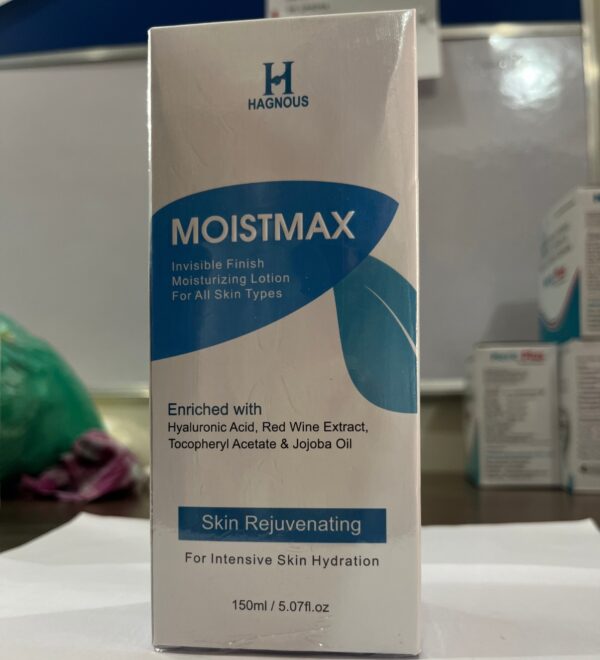 H
HAGNOUS
MOISTMAX
Invisible Finish
Moisturizing Lotion
For All Skin Types
Enriched with
Hyaluronic Acid, Red Wine Extract,
Tocopheryl Acetate & Jojoba Oil
Skin Rejuvenating
For Intensive Skin Hydration
150ml / 5.07fl.oz